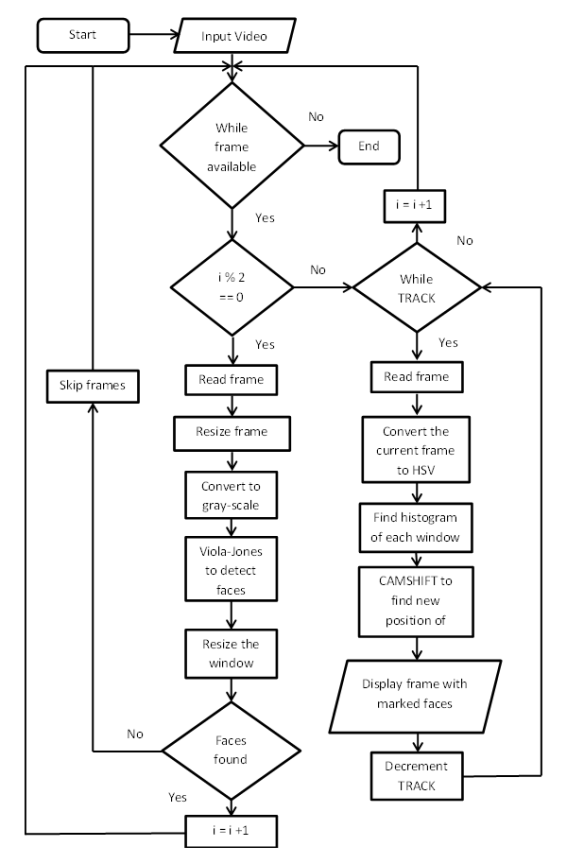 Start
Input Video
While
frame
available
No
End
Yes
i % 2
== 0
No
Yes
Read frame
Resize frame
Convert to
gray-scale
Viola-Jones
to detect
faces
Resize the
window
Faces
found
No
Skip frames
Yes
i = i +1
While
TRACK
No
i = i +1
Yes
Read frame
Convert the
current frame
to HSV
Find histogram
of each window
CAMSHIFT to
find new
position of
Display frame with
marked faces
Decrement
TRACK